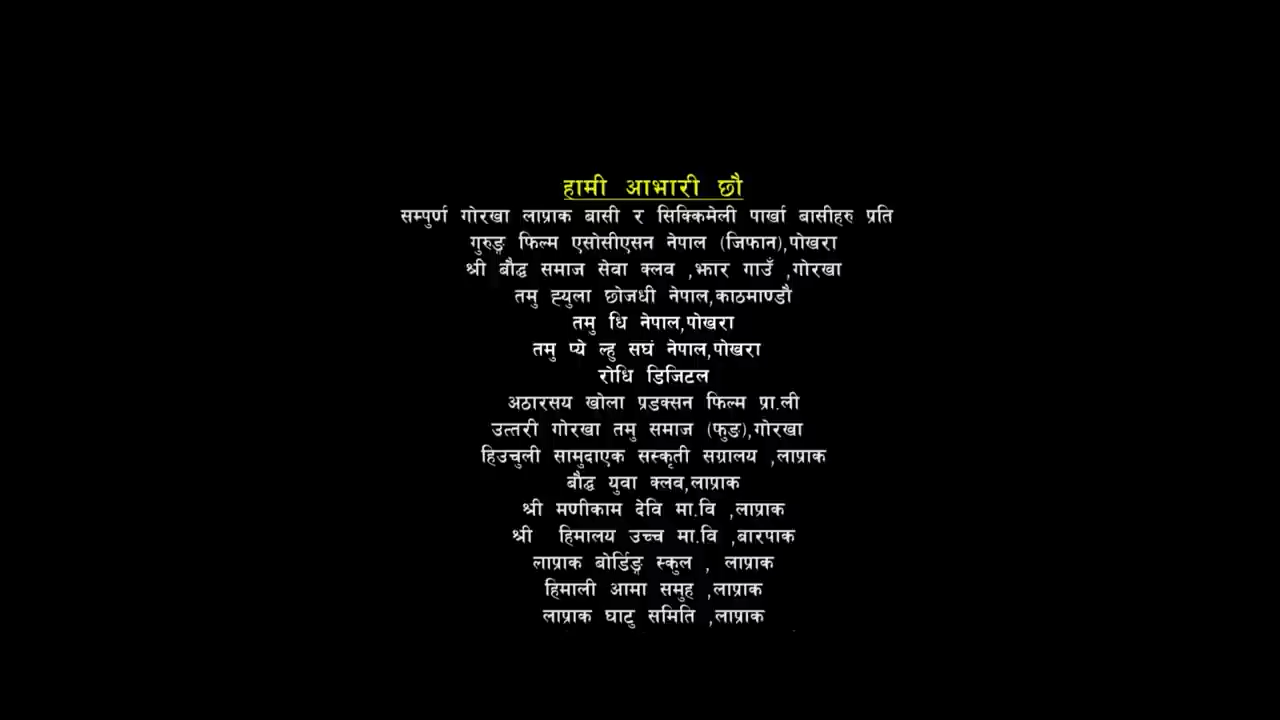 हामी आभारी छौ
सम्पुर्ण गोरखा लाप्राक बासी र सिक्किमेली पार्खा बासीहरु प्रति
गुरुङ्ग फिल्म एसोसीएसन नेपाल (जिफान),पोखरा
श्री बौद्ध समाज सेवा क्लव ,झार गाउँ ,गोरखा
तमु ह्युला छोजधी नेपाल,काठमाण्डौ
तमु धि नेपाल,पोखरा
तमु प्ये ल्हु सघं नेपाल,पोखरा
रोधि डिजिटल
अठारसय खोला प्रडक्सन फिल्म प्रा.ली
उत्तरी गोरखा तमु समाज (फुङ),गोरखा
हिउचुली सामुदाएक सस्कृती सग्रालय ,लाप्राक
बौद्ध युवा क्लव,लाप्राक
श्री मणीकाम देवि मा.वि ,लाप्राक
श्री हिमालय उच्च मा.वि ,बारपाक
लाप्राक बोर्डिङ्ग स्कुल , लाप्राक
हिमाली आमा समुह ,लाप्राक
लाप्राक घाटु समिति ,लाप्राक